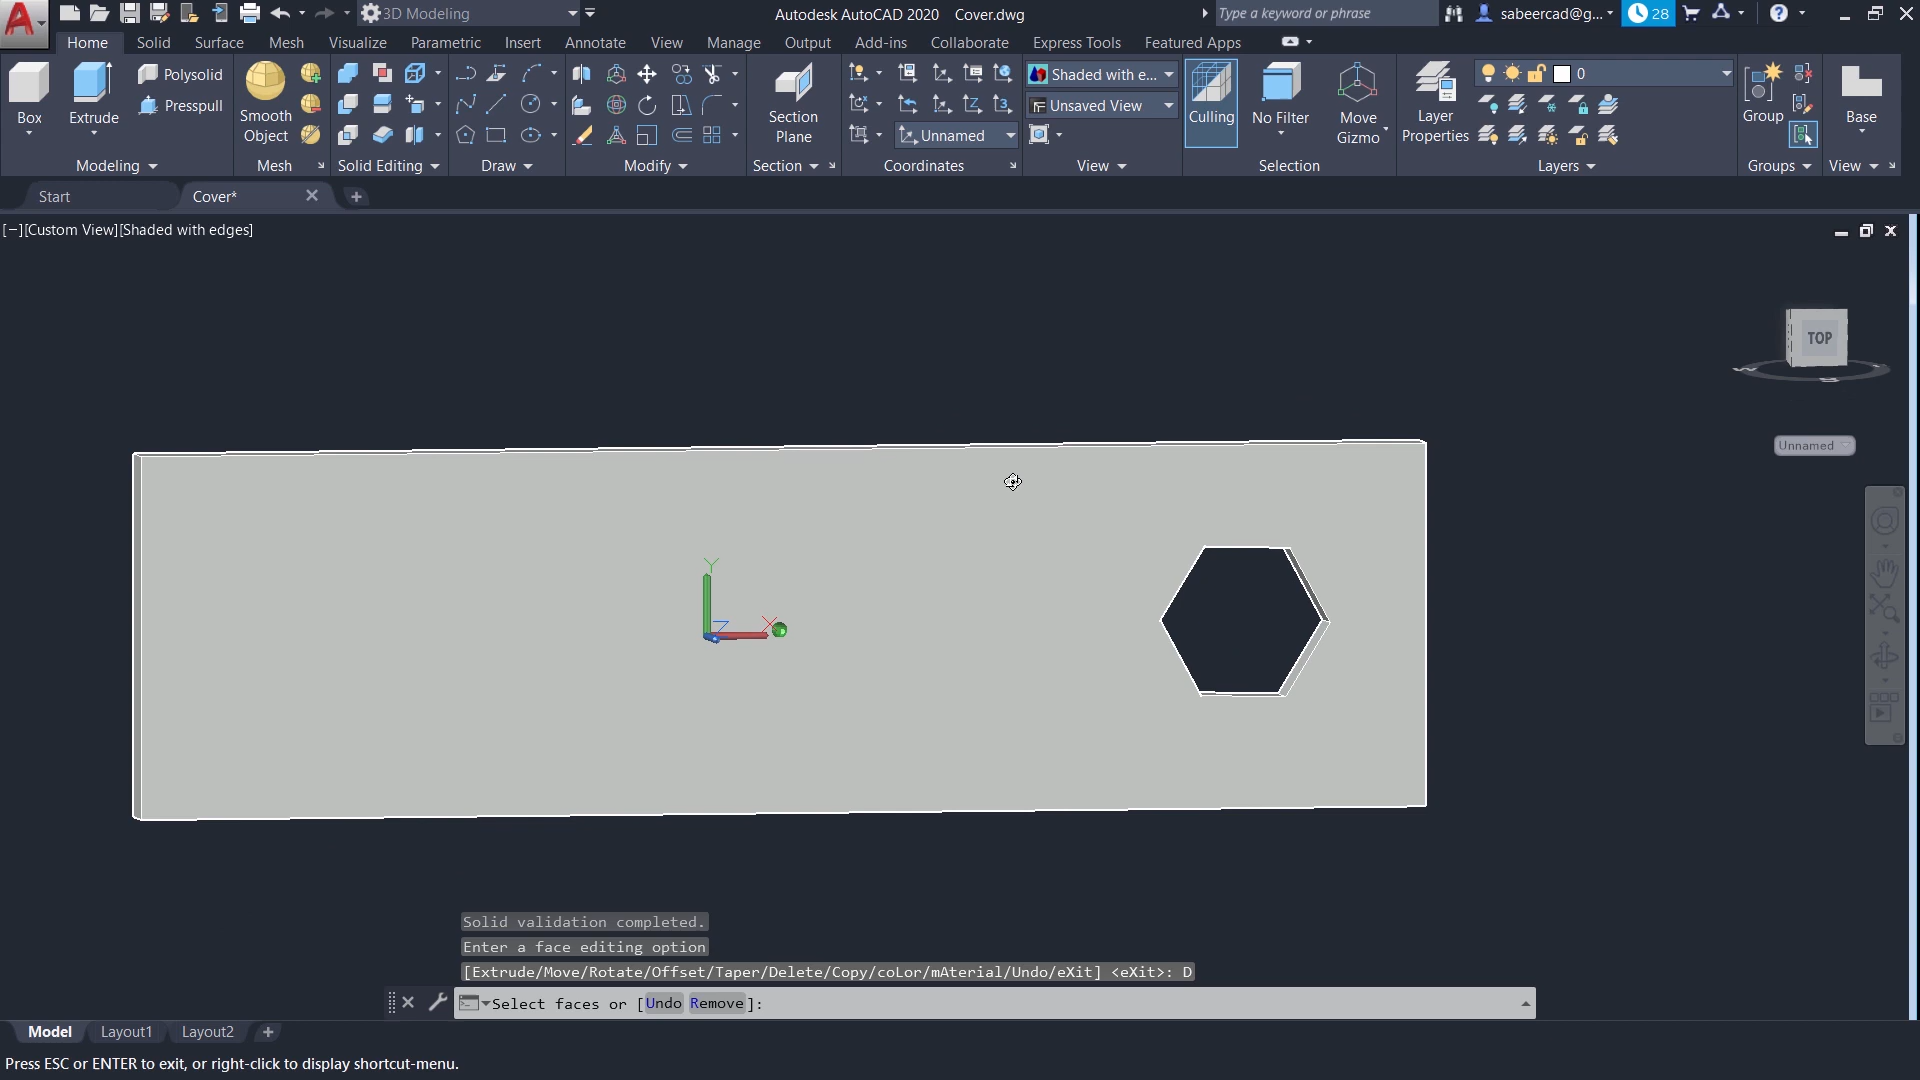 3D Modeling
Autodesk AutoCAD 2020 Cover.dwg
Type a keyword or phrase
sabeercad@g...
28
Home Solid Surface Mesh Visualize Parametric Insert Annotate View Manage Output Add-ins Collaborate Express Tools Featured Apps
Box
Extrude
Polysolid
Presspull
Smooth
Object
Section
Plane
Shaded with e...
Unsaved View
Unnamed
Culling
No Filter
Move
Gizmo
Layer
Properties
0
Group
Base
Modeling Mesh Solid Editing Draw Modify Section Coordinates View Selection Layers Groups View
Start Cover*
[−][Custom View][Shaded with edges]
TOP
Unnamed
Y
Z
X
Solid validation completed.
Enter a face editing option
[Extrude/Move/Rotate/Offset/Taper/Delete/Copy/coLor/mAterial/Undo/eXit] <eXit>: D
Select faces or [Undo Remove]:
Model Layout1 Layout2
Press ESC or ENTER to exit, or right-click to display shortcut-menu.